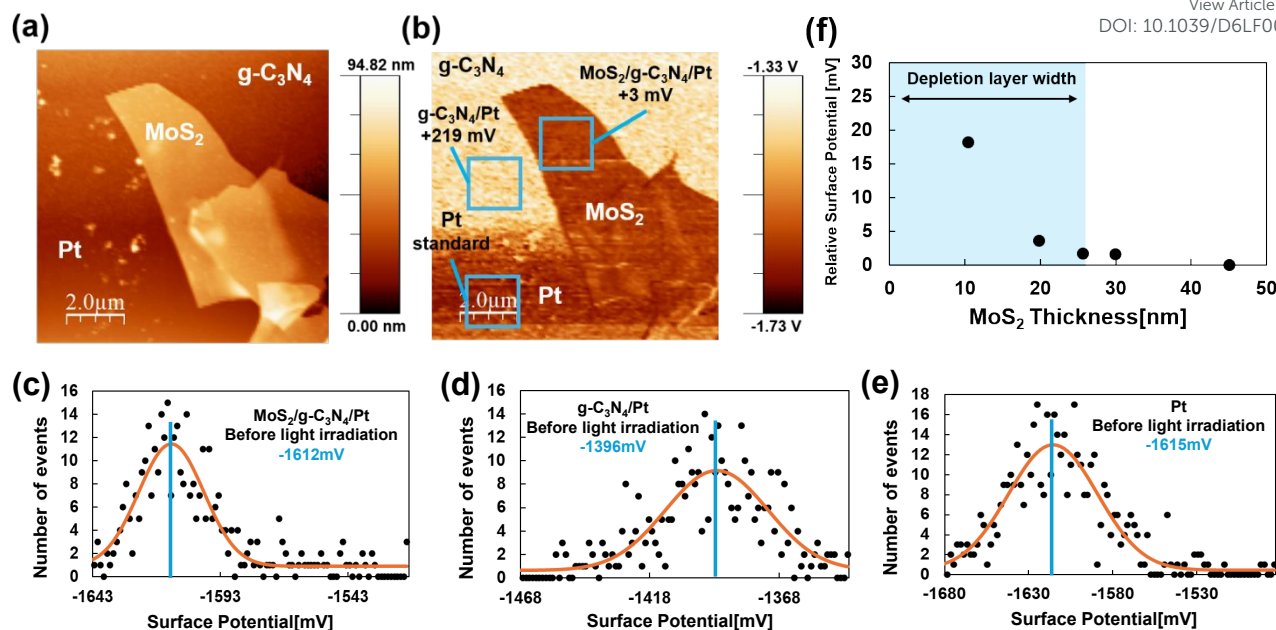 View Article
DOI: 10.1039/D6LF00
(a)
94.82 nm
g-C₃N₄
MoS₂
Pt
2.0µm
0.00 nm
(b)
-1.33 V
g-C₃N₄
MoS₂/g-C₃N₄/Pt
+3 mV
g-C₃N₄/Pt
+219 mV
MoS₂
Pt
standard
Pt
2.0µm
-1.73 V
(f)
Relative Surface Potential [mV]
30
25
20
15
10
5
0
Depletion layer width
0 10 20 30 40 50
MoS₂ Thickness[nm]
(c)
Number of events
16
14
12
10
8
6
4
2
0
MoS₂/g-C₃N₄/Pt
Before light irradiation
-1612mV
-1643 -1593 -1543
Surface Potential[mV]
(d)
Number of events
16
14
12
10
8
6
4
2
0
g-C₃N₄/Pt
Before light irradiation
-1396mV
-1468 -1418 -1368
Surface Potential[mV]
(e)
Number of events
18
16
14
12
10
8
6
4
2
0
Pt
Before light irradiation
-1615mV
-1680 -1630 -1580 -1530
Surface Potential[mV]